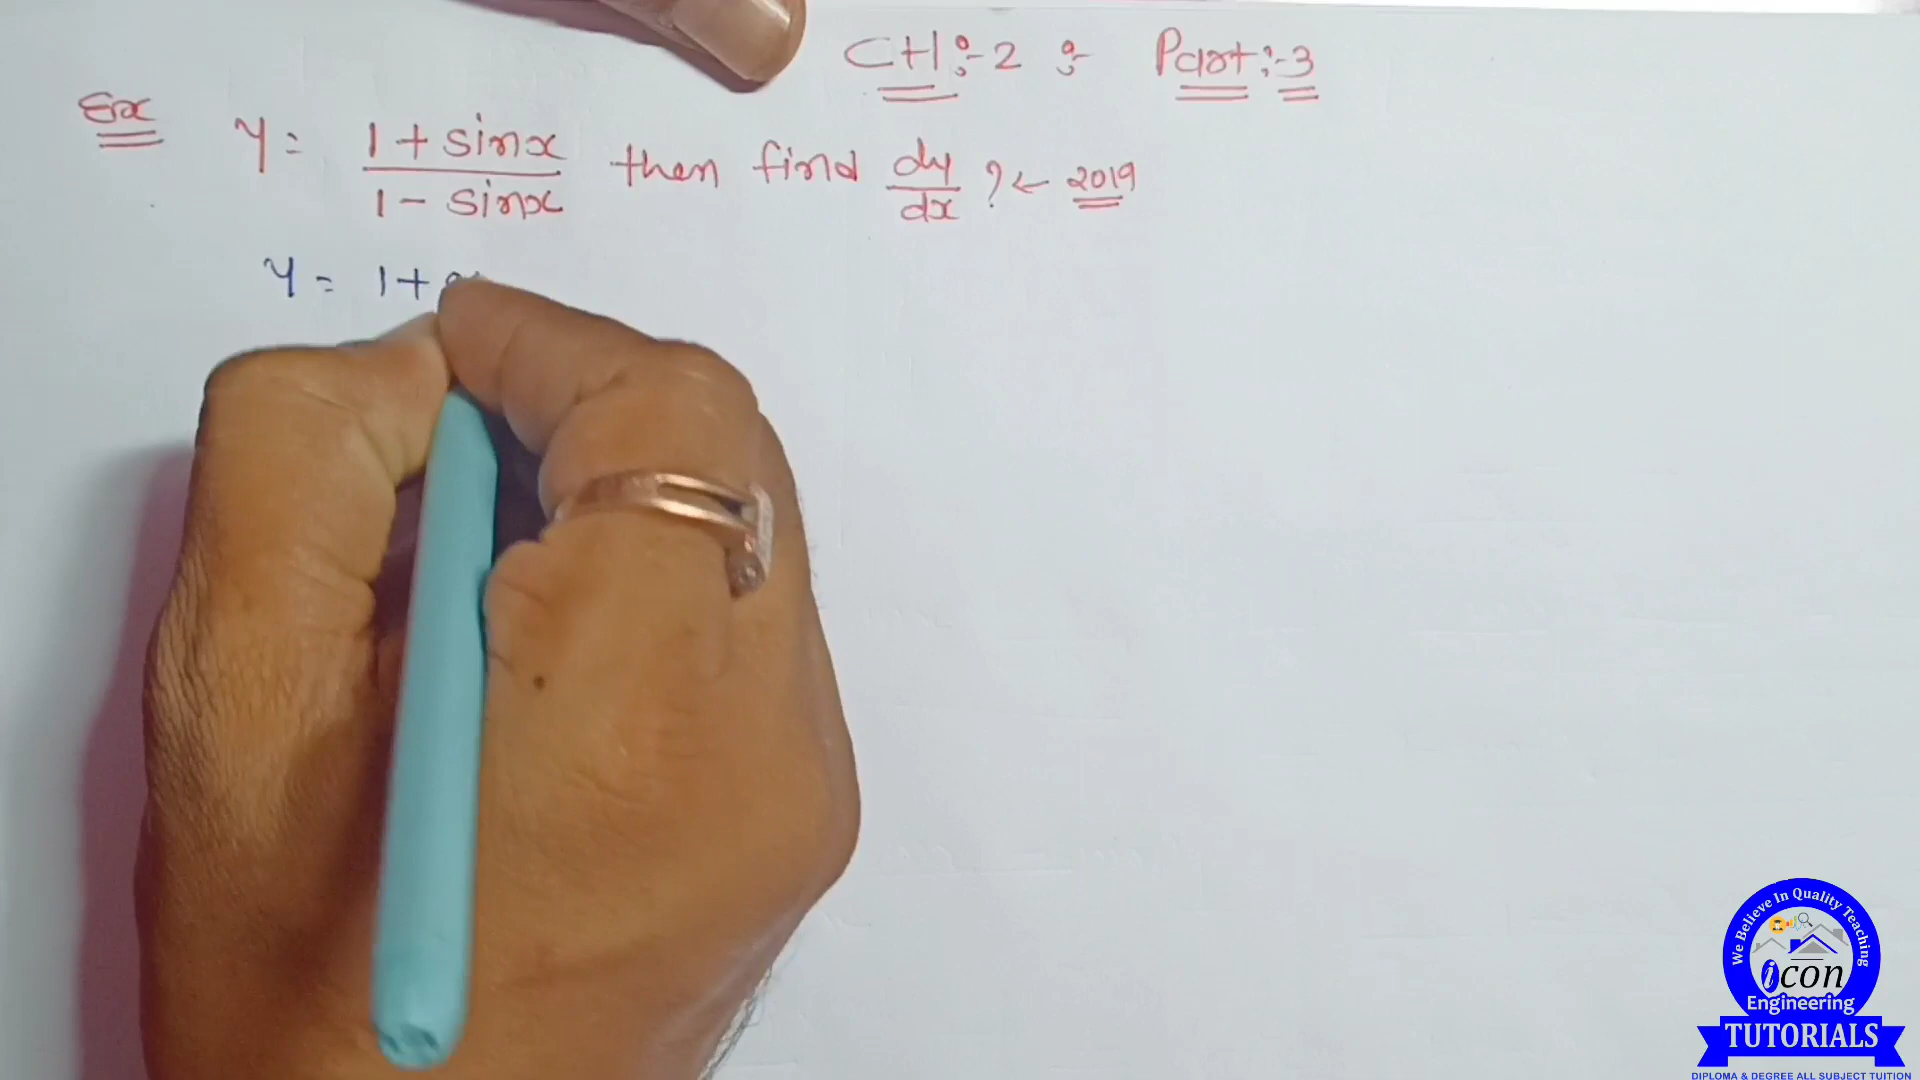 CH:-2 :- Part:-3
Ex y = 1 + sinx / 1 - sinx then find dy/dx ? ← 2019
y = 1 +
We Believe In Quality Teaching
icon
Engineering
TUTORIALS
DIPLOMA & DEGREE ALL SUBJECT TUITION